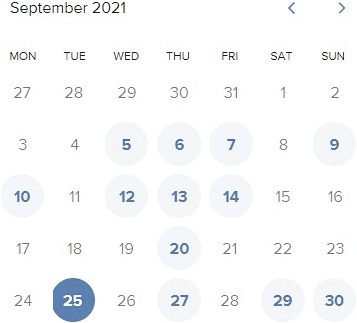 September 2021
MON TUE WED THU FRI SAT SUN
27 28 29 30 31 1 2
3 4 5 6 7 8 9
10 11 12 13 14 15 16
17 18 19 20 21 22 23
24 25 26 27 28 29 30